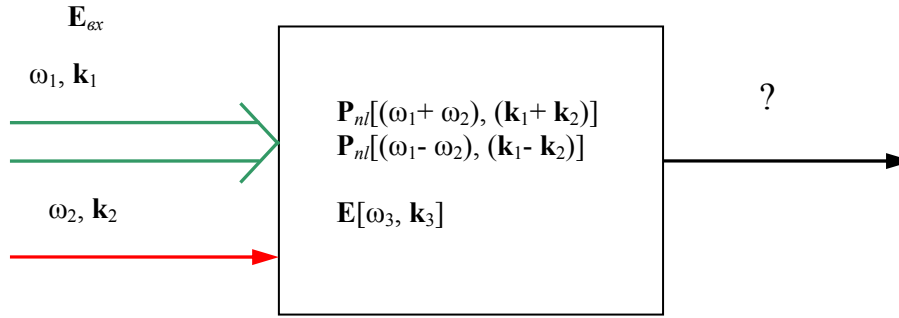 E_вх
ω₁, k₁
P_nl[(ω₁+ ω₂), (k₁+ k₂)]
P_nl[(ω₁- ω₂), (k₁- k₂)]
?
ω₂, k₂
E[ω₃, k₃]